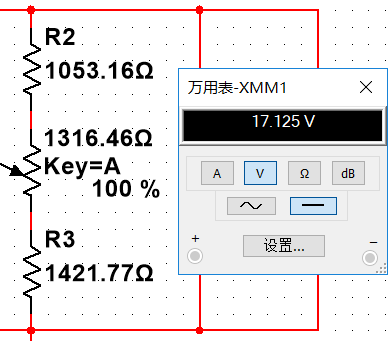 R2
1053.16Ω
1316.46Ω
Key=A
100 %
R3
1421.77Ω
万用表-XMM1
17.125 V
A
V
Ω
dB
+
设置...
−